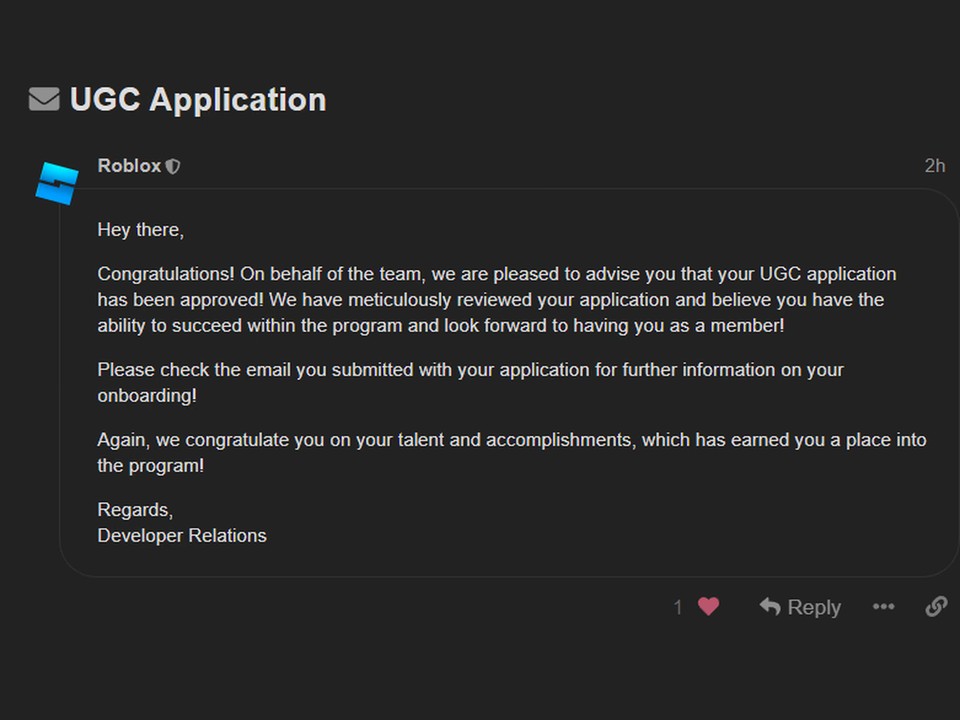 UGC Application
Roblox
2h
Hey there,
Congratulations! On behalf of the team, we are pleased to advise you that your UGC application
has been approved! We have meticulously reviewed your application and believe you have the
ability to succeed within the program and look forward to having you as a member!
Please check the email you submitted with your application for further information on your
onboarding!
Again, we congratulate you on your talent and accomplishments, which has earned you a place into
the program!
Regards,
Developer Relations
1
Reply